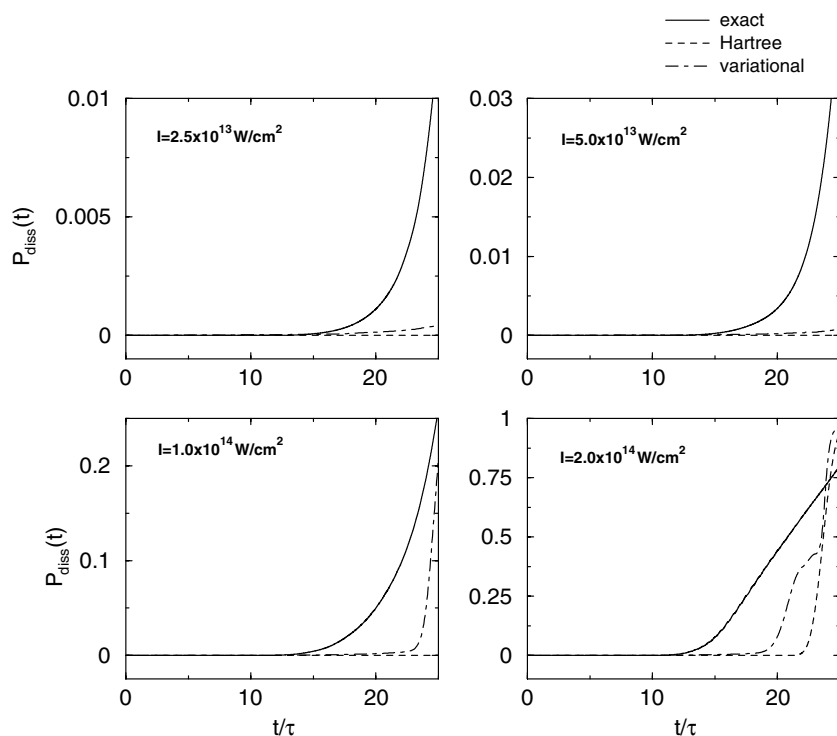 exact
Hartree
variational
0.01
0.005
0
P_diss(t)
I=2.5x10^13 W/cm^2
0 10 20
0.03
0.02
0.01
0
I=5.0x10^13 W/cm^2
0 10 20
0.2
0.1
0
P_diss(t)
I=1.0x10^14 W/cm^2
0 10 20
t/τ
1
0.75
0.5
0.25
0
I=2.0x10^14 W/cm^2
0 10 20
t/τ